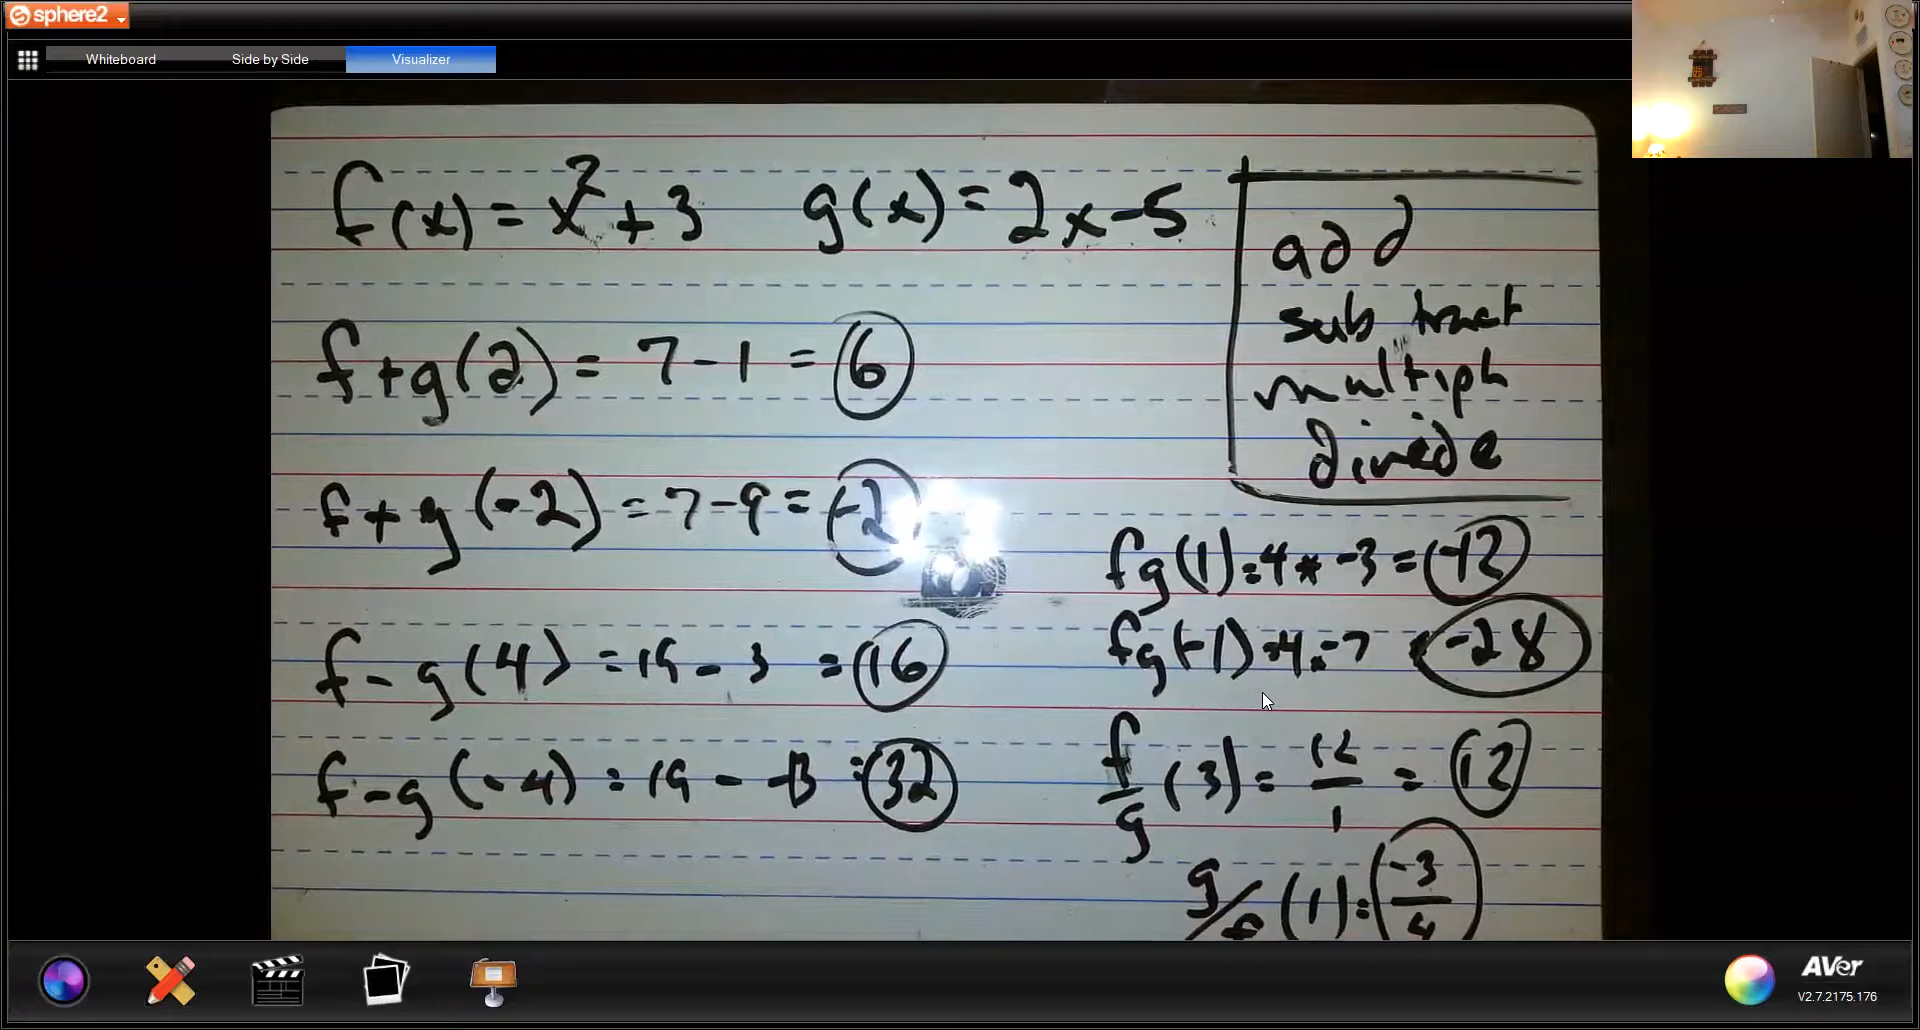 sphere2
Whiteboard Side by Side Visualizer
f(x) = x² + 3 g(x) = 2x - 5
f + g(2) = 7 - 1 = 6
f + g(-2) = 7 - 9 = -2
f - g(4) = 19 - 3 = 16
f - g(-4) = 19 - -13 = 32
add
subtract
multiply
divide
fg(1) = 4 * -3 = -12
fg(-1) = 4 * -7 = -28
f/g (3) = 12/1 = 12
g/f (1) = -3/4
AVer
V2.7.2175.176